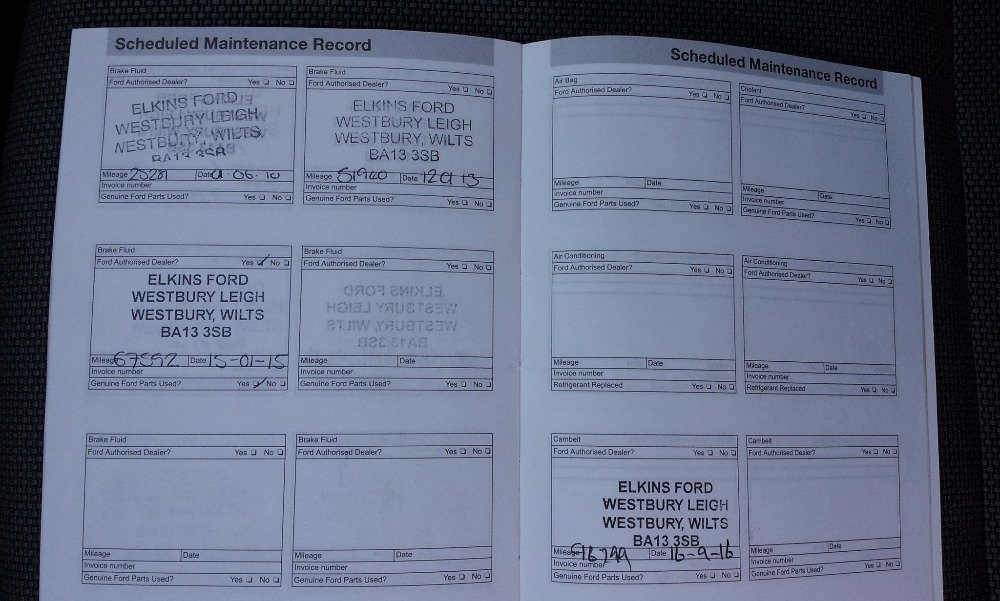 Scheduled Maintenance Record
Brake Fluid
Ford Authorised Dealer? Yes No
ELKINS FORD
WESTBURY LEIGH
WESTBURY, WILTS
BA13 3SB
Mileage Date 01.06.10
Invoice number
Genuine Ford Parts Used? Yes No
Brake Fluid
Ford Authorised Dealer? Yes No
ELKINS FORD
WESTBURY LEIGH
WESTBURY, WILTS
BA13 3SB
Mileage 51940 Date 12 01 13
Invoice number
Genuine Ford Parts Used? Yes No
Brake Fluid
Ford Authorised Dealer? Yes ✓ No
ELKINS FORD
WESTBURY LEIGH
WESTBURY, WILTS
BA13 3SB
Mileage 67592 Date 15-01-15
Invoice number
Genuine Ford Parts Used? Yes ✓ No
Brake Fluid
Ford Authorised Dealer? Yes No
ELKINS FORD
WESTBURY LEIGH
WESTBURY, WILTS
BA13 3SB
Mileage Date
Invoice number
Genuine Ford Parts Used? Yes No
Brake Fluid
Ford Authorised Dealer? Yes No
Mileage Date
Invoice number
Genuine Ford Parts Used? Yes No
Brake Fluid
Ford Authorised Dealer? Yes No
Mileage Date
Invoice number
Genuine Ford Parts Used? Yes No
Scheduled Maintenance Record
Air Bag
Ford Authorised Dealer? Yes No
Mileage Date
Invoice number
Genuine Ford Parts Used? Yes No
Coolant
Ford Authorised Dealer? Yes No
Mileage Date
Invoice number
Genuine Ford Parts Used? Yes No
Air Conditioning
Ford Authorised Dealer? Yes No
Mileage Date
Invoice number
Refrigerant Replaced Yes No
Air Conditioning
Ford Authorised Dealer? Yes No
Mileage Date
Invoice number
Refrigerant Replaced Yes No
Cambelt
Ford Authorised Dealer? Yes No
ELKINS FORD
WESTBURY LEIGH
WESTBURY, WILTS
BA13 3SB
Mileage Date 16-9-16
Invoice number
Genuine Ford Parts Used? Yes No
Cambelt
Ford Authorised Dealer? Yes No
Mileage Date
Invoice number
Genuine Ford Parts Used? Yes No